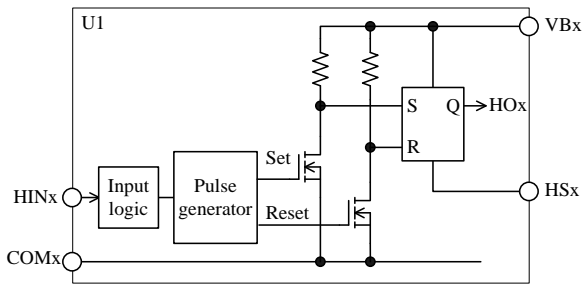 U1
VBx
S
Q
HOx
Set
R
HINx
Input
logic
Pulse
generator
HSx
Reset
COMx